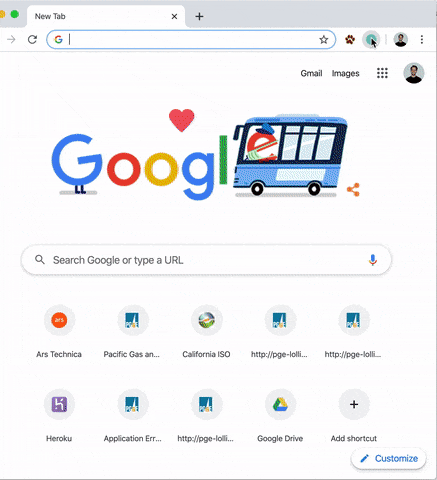 New Tab
Gmail Images
Google
Search Google or type a URL
ars
Ars Technica
Pacific Gas an...
California ISO
http://pge-lolli...
http://pge-lolli...
Heroku
Application Err...
http://pge-lolli...
Google Drive
Add shortcut
Customize